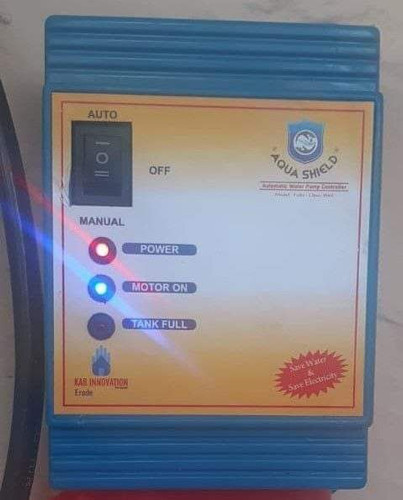 AUTO
OFF
MANUAL
AQUA SHIELD
Automatic Water Pump Controller
POWER
MOTOR ON
TANK FULL
KAB INNOVATION
Erode
Save Water
&
Save Electricity